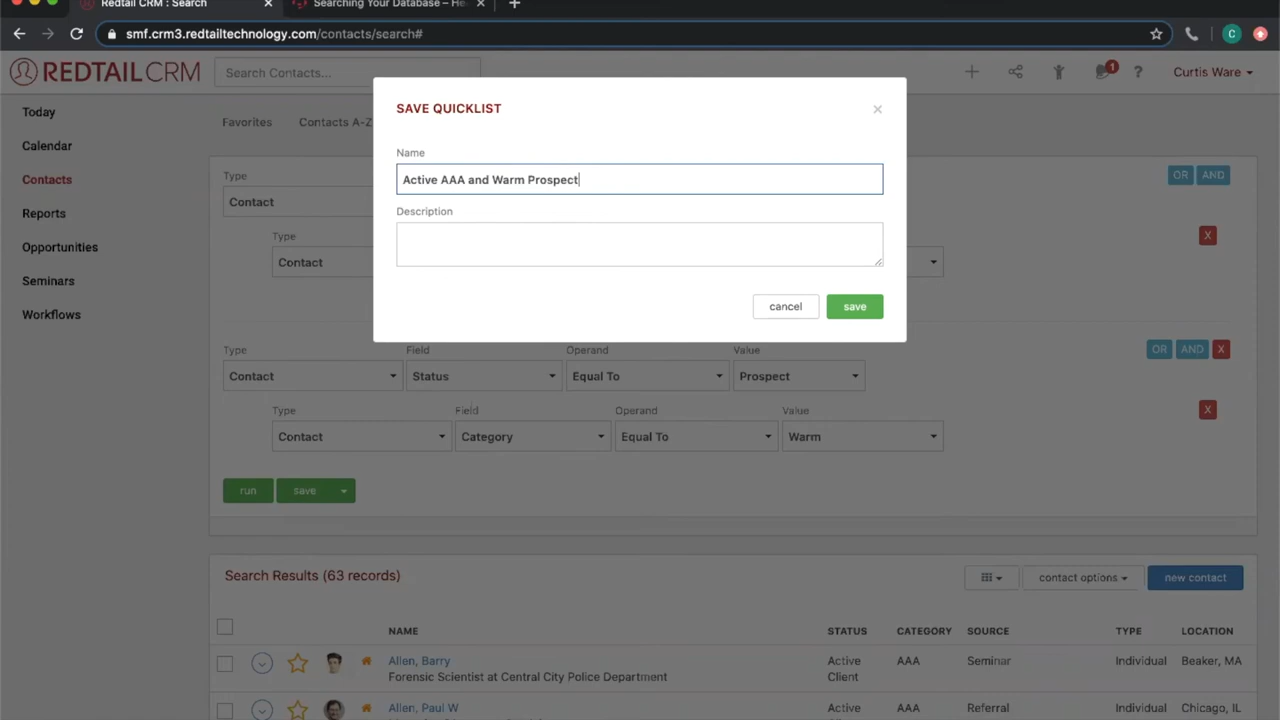 Redtail CRM : Search
Searching Your Database – He
smf.crm3.redtailtechnology.com/contacts/search#
C
REDTAIL CRM
Search Contacts...
1
?
Curtis Ware
Today
Calendar
Contacts
Reports
Opportunities
Seminars
Workflows
Favorites
Contacts A-Z
SAVE QUICKLIST
×
Name
Active AAA and Warm Prospect
Description
cancel
save
Type
OR AND
Contact
Type
X
Contact
Type Field Operand Value
OR AND X
Contact Status Equal To Prospect
Type Field Operand Value
X
Contact Category Equal To Warm
run save
Search Results (63 records)
contact options
new contact
NAME STATUS CATEGORY SOURCE TYPE LOCATION
Allen, Barry Active AAA Seminar Individual Beaker, MA
Forensic Scientist at Central City Police Department Client
Allen, Paul W Active AAA Referral Individual Chicago, IL